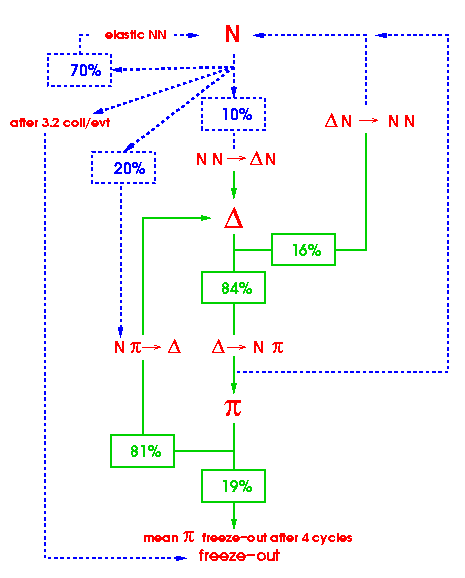 elastic NN
N
70%
10%
after 3.2 coll/evt
Δ N → N N
20%
N N → Δ N
Δ
16%
84%
N π → Δ
Δ → N π
π
81%
19%
mean π freeze-out after 4 cycles
freeze-out